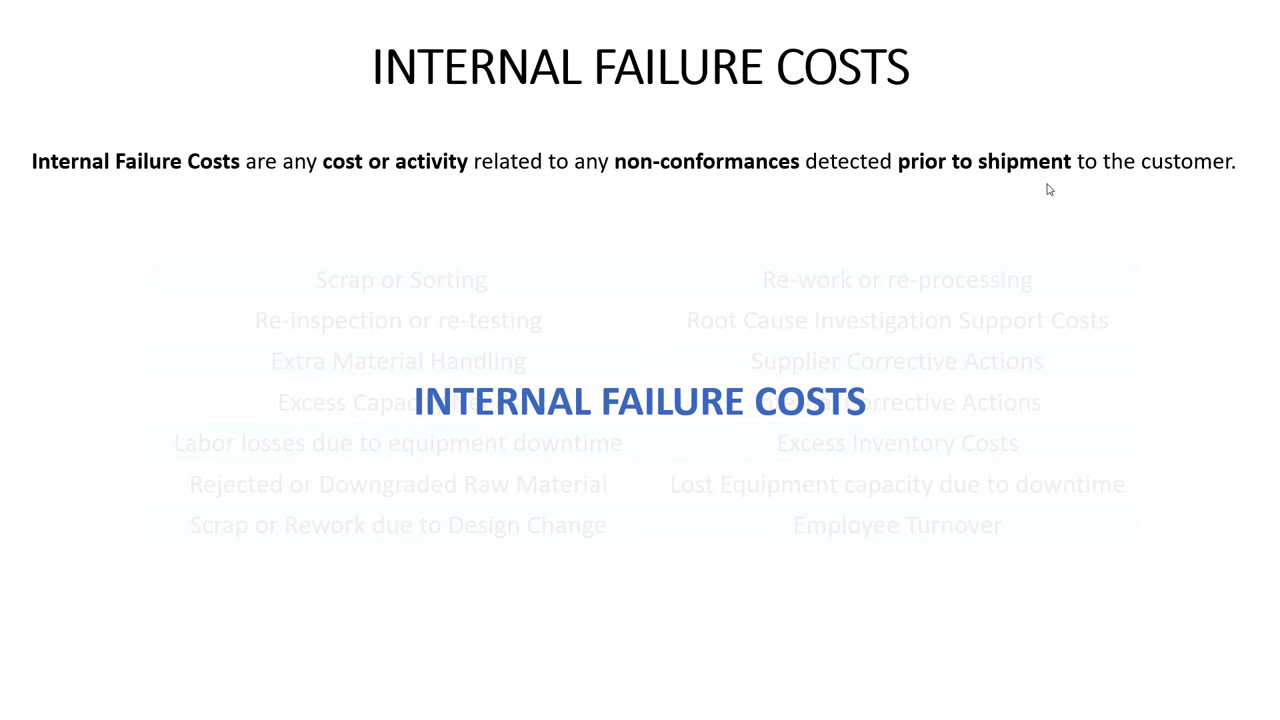 INTERNAL FAILURE COSTS
Internal Failure Costs are any cost or activity related to any non-conformances detected prior to shipment to the customer.
Scrap or Sorting Re-work or re-processing
Re-inspection or re-testing Root Cause Investigation Support Costs
Extra Material Handling Supplier Corrective Actions
Excess Corrective Actions
INTERNAL FAILURE COSTS
Labor losses due to equipment downtime Excess Inventory Costs
Rejected or Downgraded Raw Material Lost Equipment capacity due to downtime
Scrap or Rework due to Design Change Employee Turnover